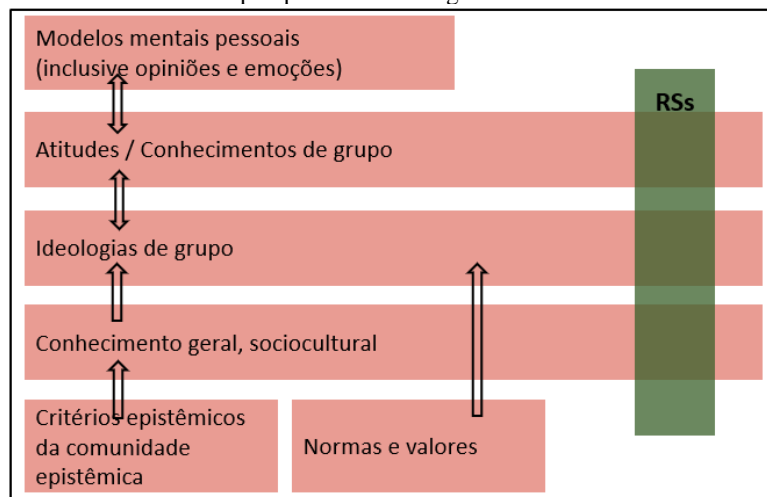 Modelos mentais pessoais
(inclusive opiniões e emoções)
RSs
Atitudes / Conhecimentos de grupo
Ideologias de grupo
Conhecimento geral, sociocultural
Critérios epistêmicos
da comunidade
epistêmica
Normas e valores